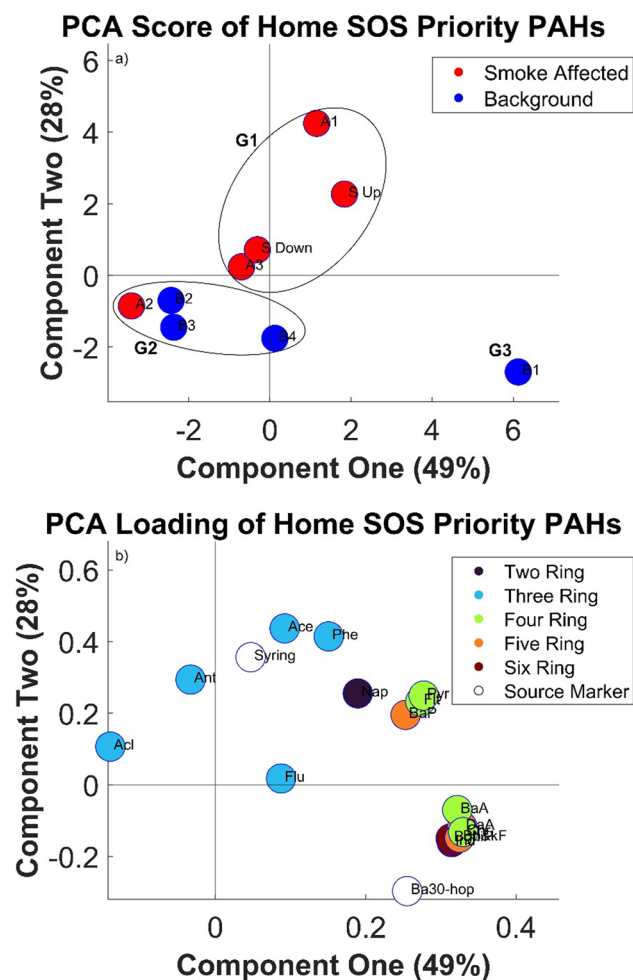 PCA Score of Home SOS Priority PAHs
a)
Smoke Affected
Background
G1
A1
S Up
S Down
A3
A2
B2
B3
B4
G2
G3
B1
6
4
2
0
-2
-2
0
2
4
6
Component Two (28%)
Component One (49%)
PCA Loading of Home SOS Priority PAHs
b)
Two Ring
Three Ring
Four Ring
Five Ring
Six Ring
Source Marker
Ace
Phe
Syring
Ant
Nap
Pyr
Flt
BaP
Acl
Flu
BaA
DaA
Ba30-hop
0.6
0.4
0.2
0
-0.2
0
0.2
0.4
Component Two (28%)
Component One (49%)